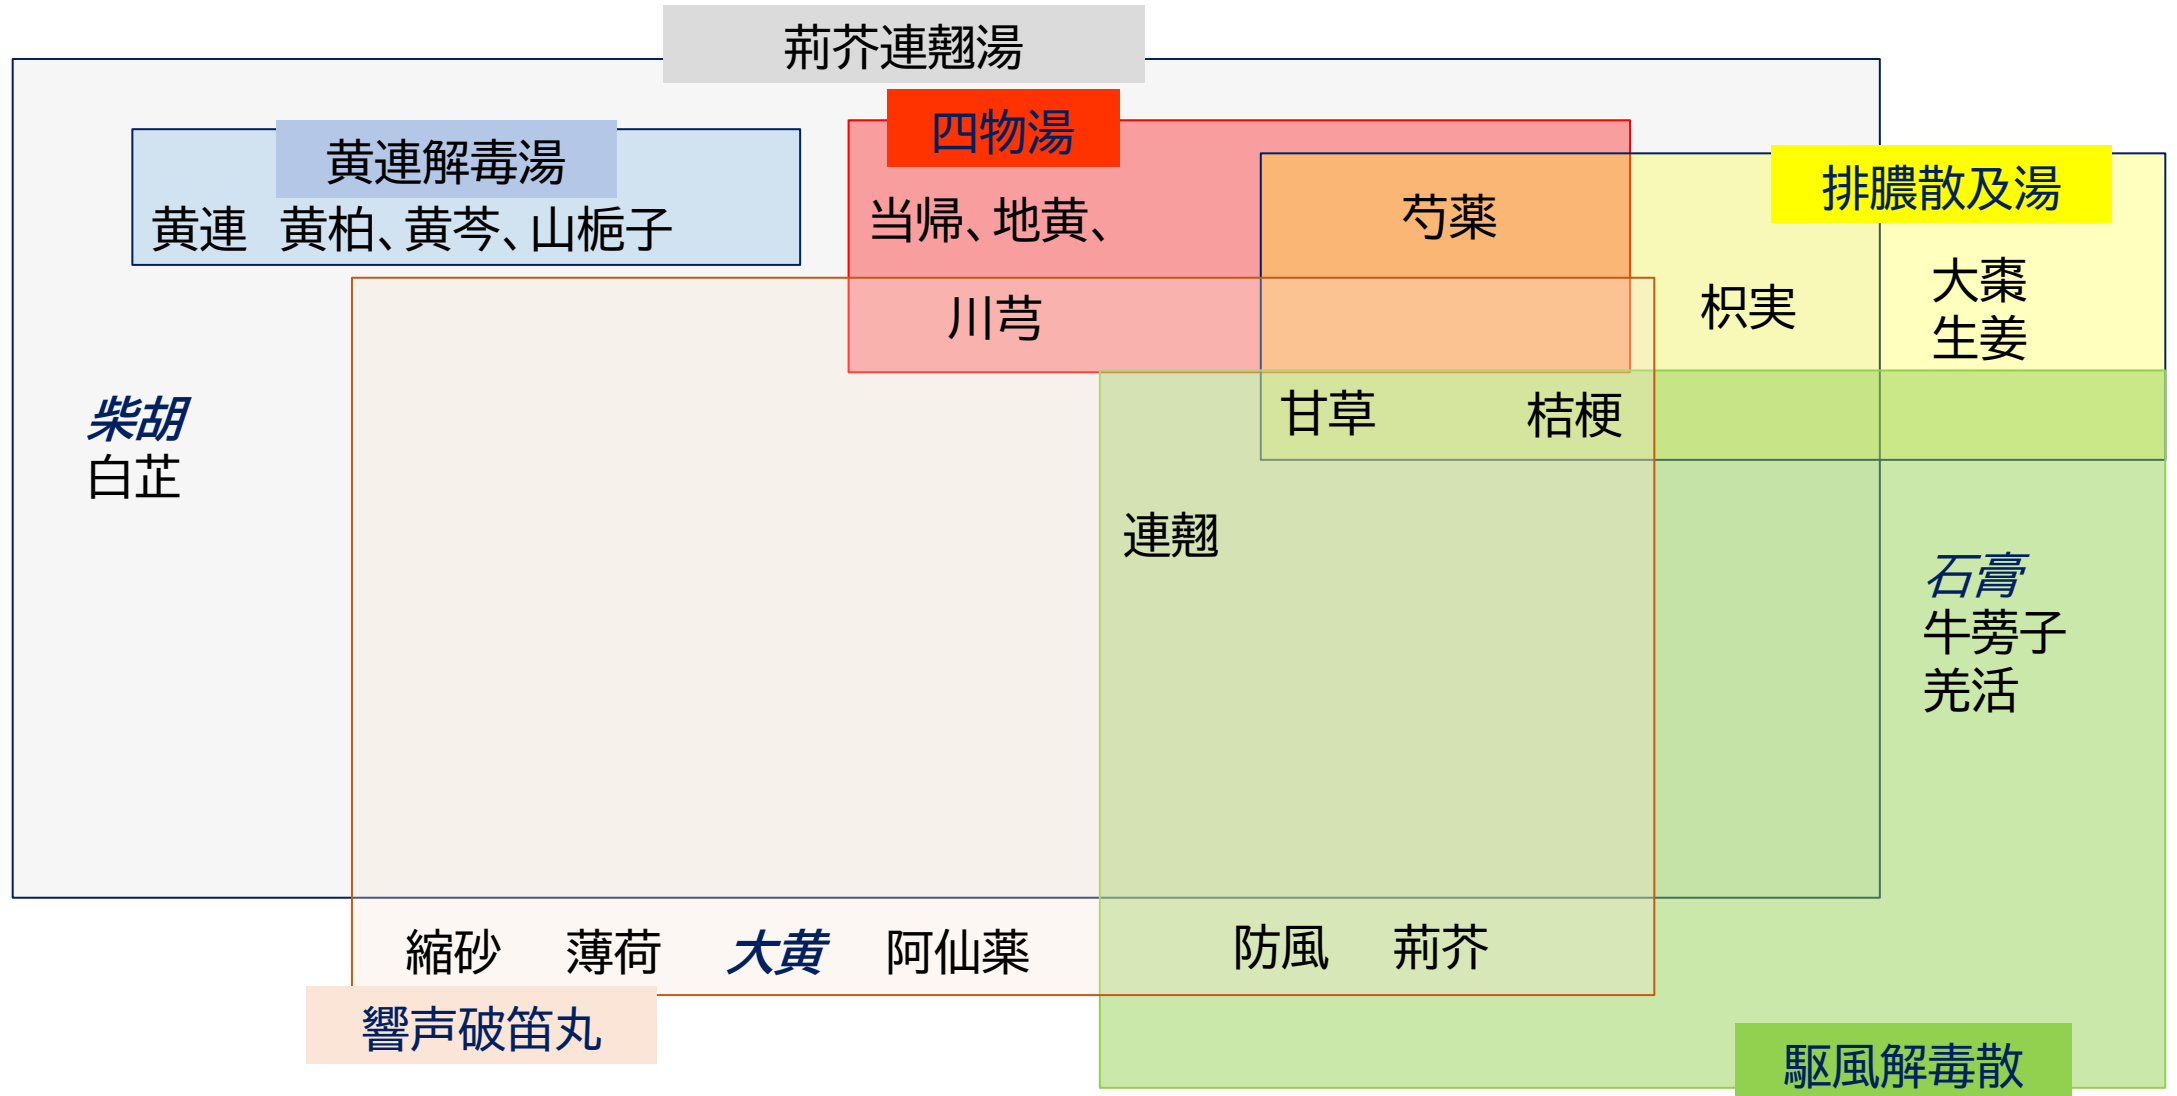 荊芥連翹湯
四物湯
黄連解毒湯
排膿散及湯
黄連　黄柏、黄芩、山梔子
当帰、地黄、
芍薬
川芎
枳実
大棗
生姜
柴胡
白芷
甘草
桔梗
連翹
石膏
牛蒡子
羌活
縮砂
薄荷
大黄
阿仙薬
防風
荊芥
響声破笛丸
駆風解毒散